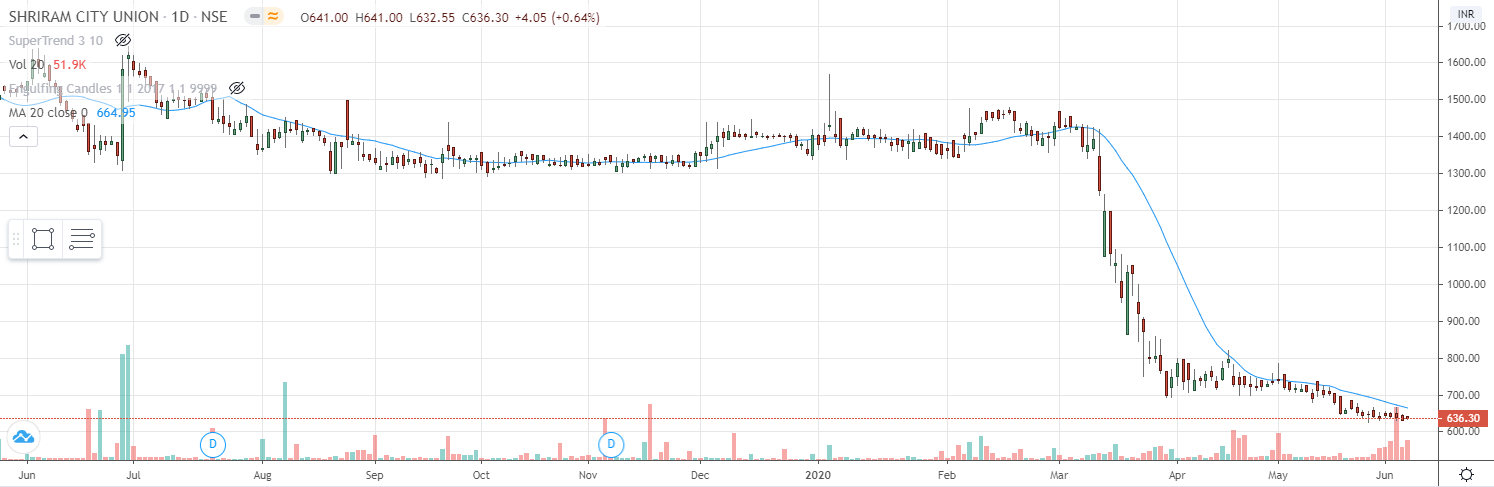 SHRIRAM CITY UNION · 1D · NSE O641.00 H641.00 L632.55 C636.30 +4.05 (+0.64%)
SuperTrend 3 10
Vol 20 51.9K
Engulfing Candles 1 1 2017 1 1 9999
MA 20 close 0 664.95
INR
1700.00
1600.00
1500.00
1400.00
1300.00
1200.00
1100.00
1000.00
900.00
800.00
700.00
636.30
600.00
D D
Jun Jul Aug Sep Oct Nov Dec 2020 Feb Mar Apr May Jun